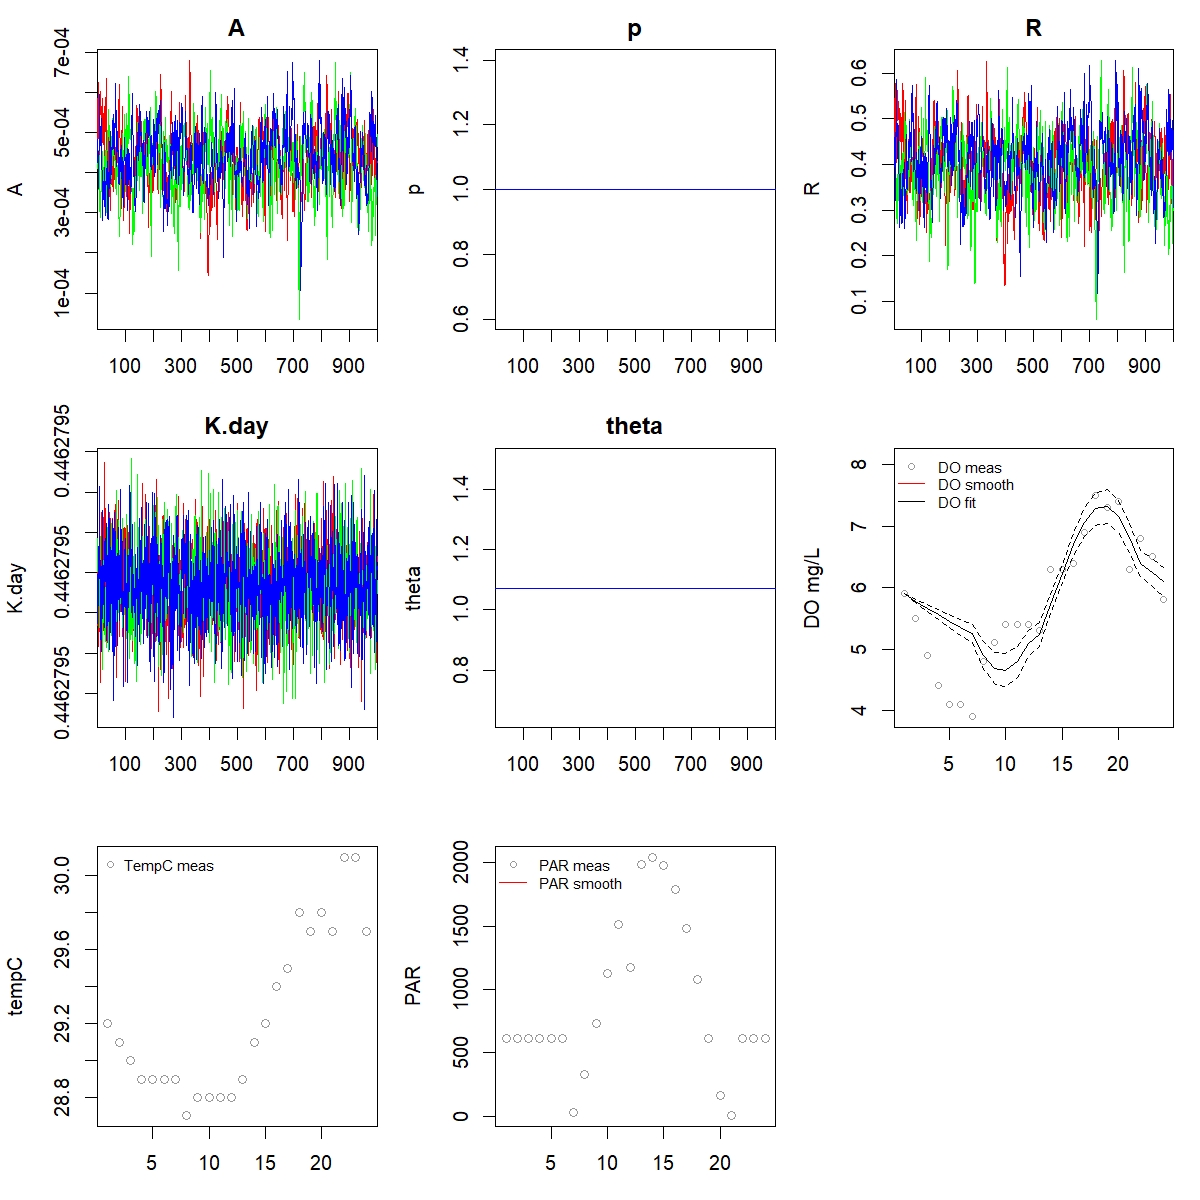 A
A
7e-04
5e-04
3e-04
1e-04
100 300 500 700 900
p
p
1.4
1.2
1.0
0.8
0.6
100 300 500 700 900
R
R
0.6
0.5
0.4
0.3
0.2
0.1
100 300 500 700 900
K.day
K.day
0.4462795
0.4462795
0.4462795
100 300 500 700 900
theta
theta
1.4
1.2
1.0
0.8
100 300 500 700 900
DO mg/L
8
7
6
5
4
DO meas
DO smooth
DO fit
5 10 15 20
tempC
30.0
29.6
29.2
28.8
TempC meas
5 10 15 20
PAR
2000
1500
1000
500
0
PAR meas
PAR smooth
5 10 15 20